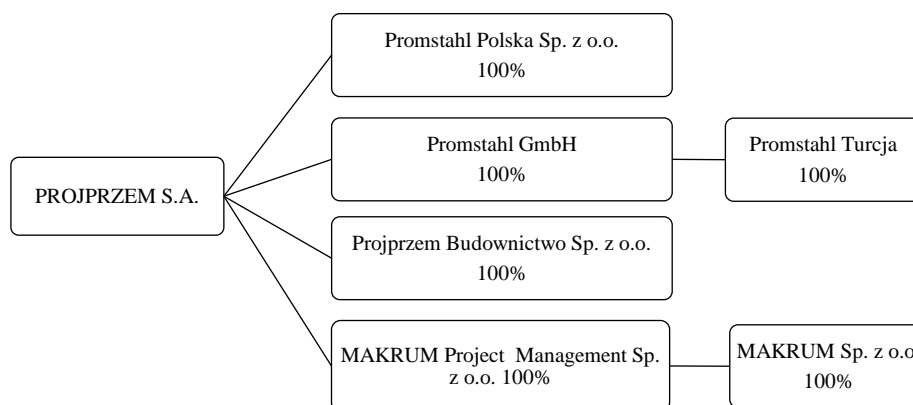 Promstahl Polska Sp. z o.o.
100%
Promstahl GmbH
100%
Promstahl Turcja
100%
PROJPRZEM S.A.
Projprzem Budownictwo Sp. z o.o.
100%
MAKRUM Project Management Sp.
z o.o. 100%
MAKRUM Sp. z o.o
100%